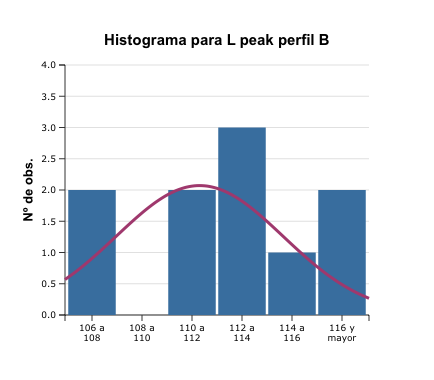 Histograma para L peak perfil B
Nº de obs.
4.0
3.5
3.0
2.5
2.0
1.5
1.0
0.5
0.0
106 a
108
108 a
110
110 a
112
112 a
114
114 a
116
116 y
mayor